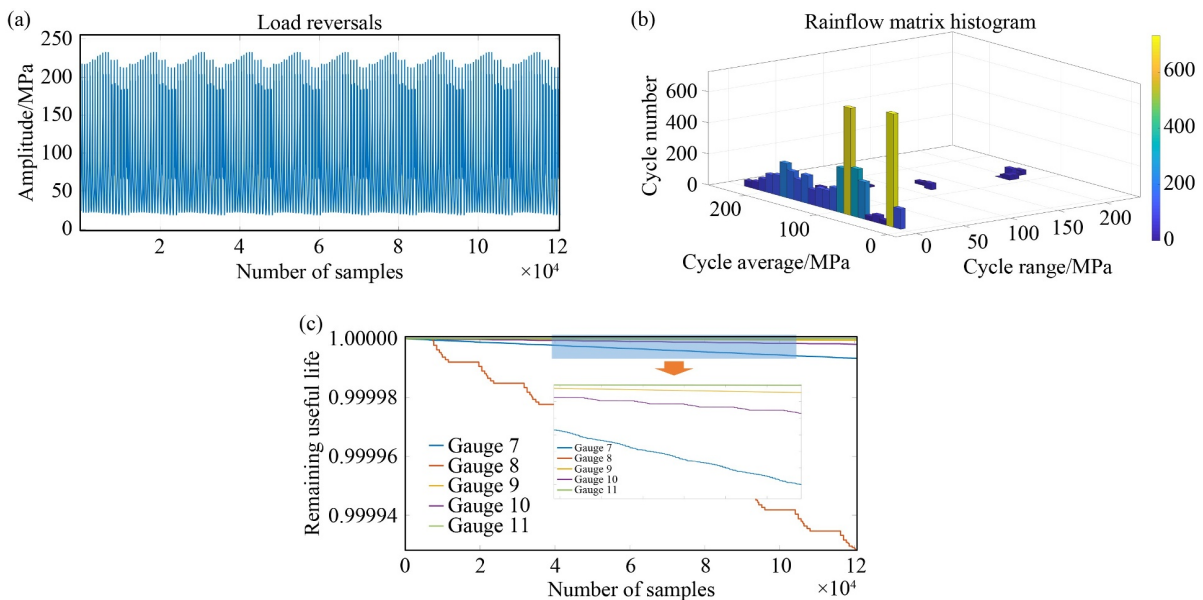 (a)
Load reversals
Amplitude/MPa
250
200
150
100
50
0
2
4
6
8
10
12
Number of samples
×10⁴
(b)
Rainflow matrix histogram
Cycle number
600
400
200
0
200
100
0
Cycle average/MPa
0
50
100
150
200
Cycle range/MPa
600
400
200
0
(c)
Remaining useful life
1.00000
0.99998
0.99996
0.99994
Gauge 7
Gauge 8
Gauge 9
Gauge 10
Gauge 11
Gauge 7
Gauge 8
Gauge 9
Gauge 10
Gauge 11
0
2
4
6
8
10
12
Number of samples
×10⁴